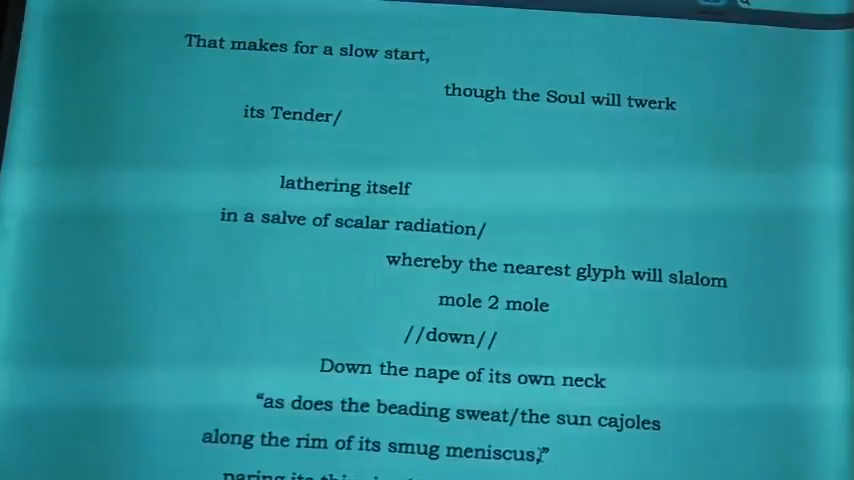 That makes for a slow start,
though the Soul will twerk
its Tender/
lathering itself
in a salve of scalar radiation/
whereby the nearest glyph will slalom
mole 2 mole
//down//
Down the nape of its own neck
“as does the beading sweat/the sun cajoles
along the rim of its smug meniscus,”
paring its